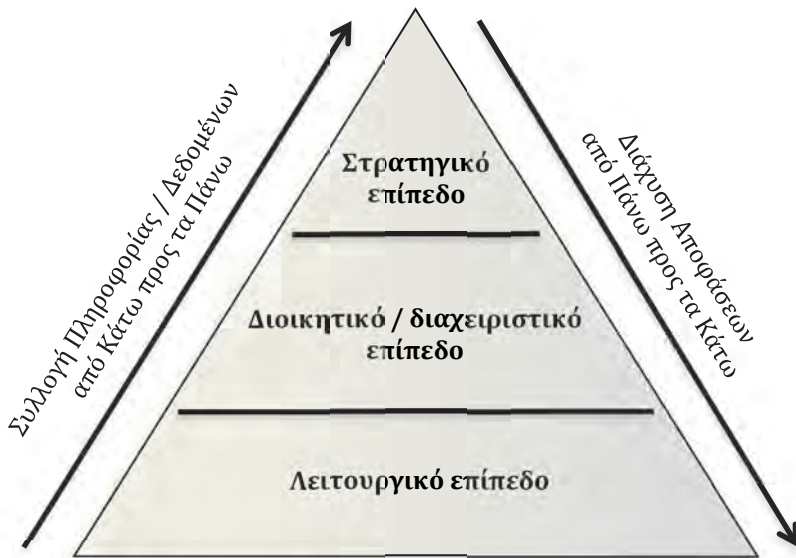 Συλλογή Πληροφορίας / Δεδομένων
από Κάτω προς τα Πάνω
Στρατηγικό
επίπεδο
Διοικητικό / διαχειριστικό
επίπεδο
Λειτουργικό επίπεδο
Διάχυση Αποφάσεων
από Πάνω προς τα Κάτω